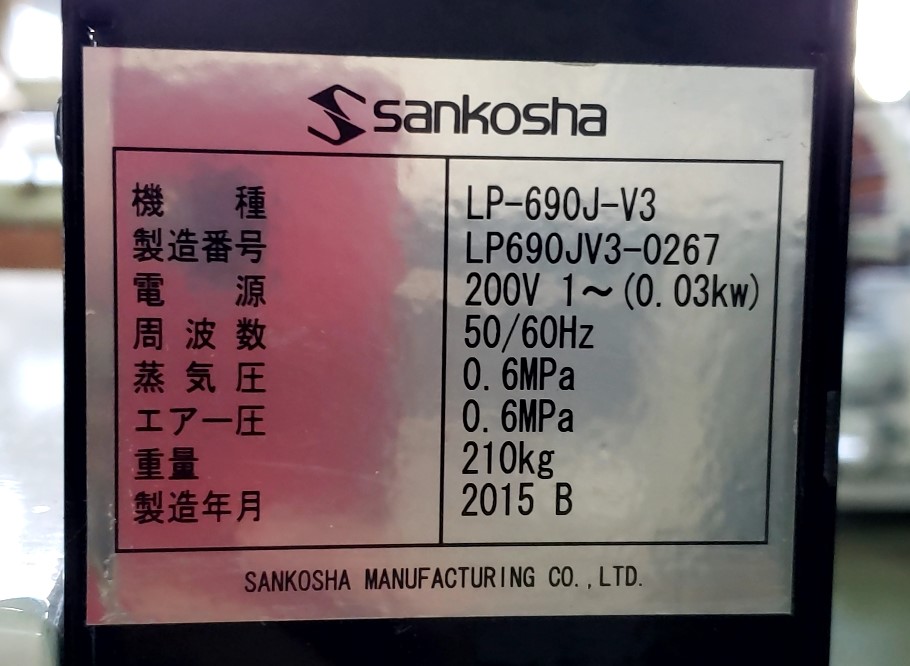 sankosha
機種 LP-690J-V3
製造番号 LP690JV3-0267
電源 200V 1～(0.03kw)
周波数 50/60Hz
蒸気圧 0.6MPa
エアー圧 0.6MPa
重量 210kg
製造年月 2015 B
SANKOSHA MANUFACTURING CO.,LTD.